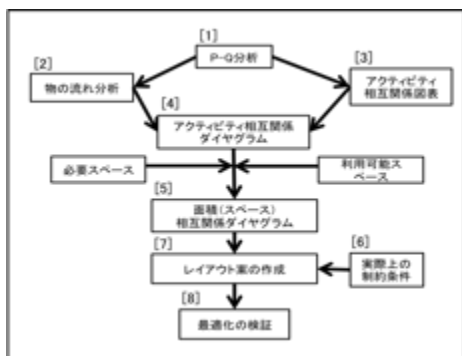 [1]
P-Q分析
[2]
物の流れ分析
[3]
アクティビティ
相互関係図表
[4]
アクティビティ相互関係
ダイヤグラム
必要スペース
利用可能ス
ペース
[5]
面積(スペース)
相互関係ダイヤグラム
[6]
実際上の
制約条件
[7]
レイアウト案の作成
[8]
最適化の検証